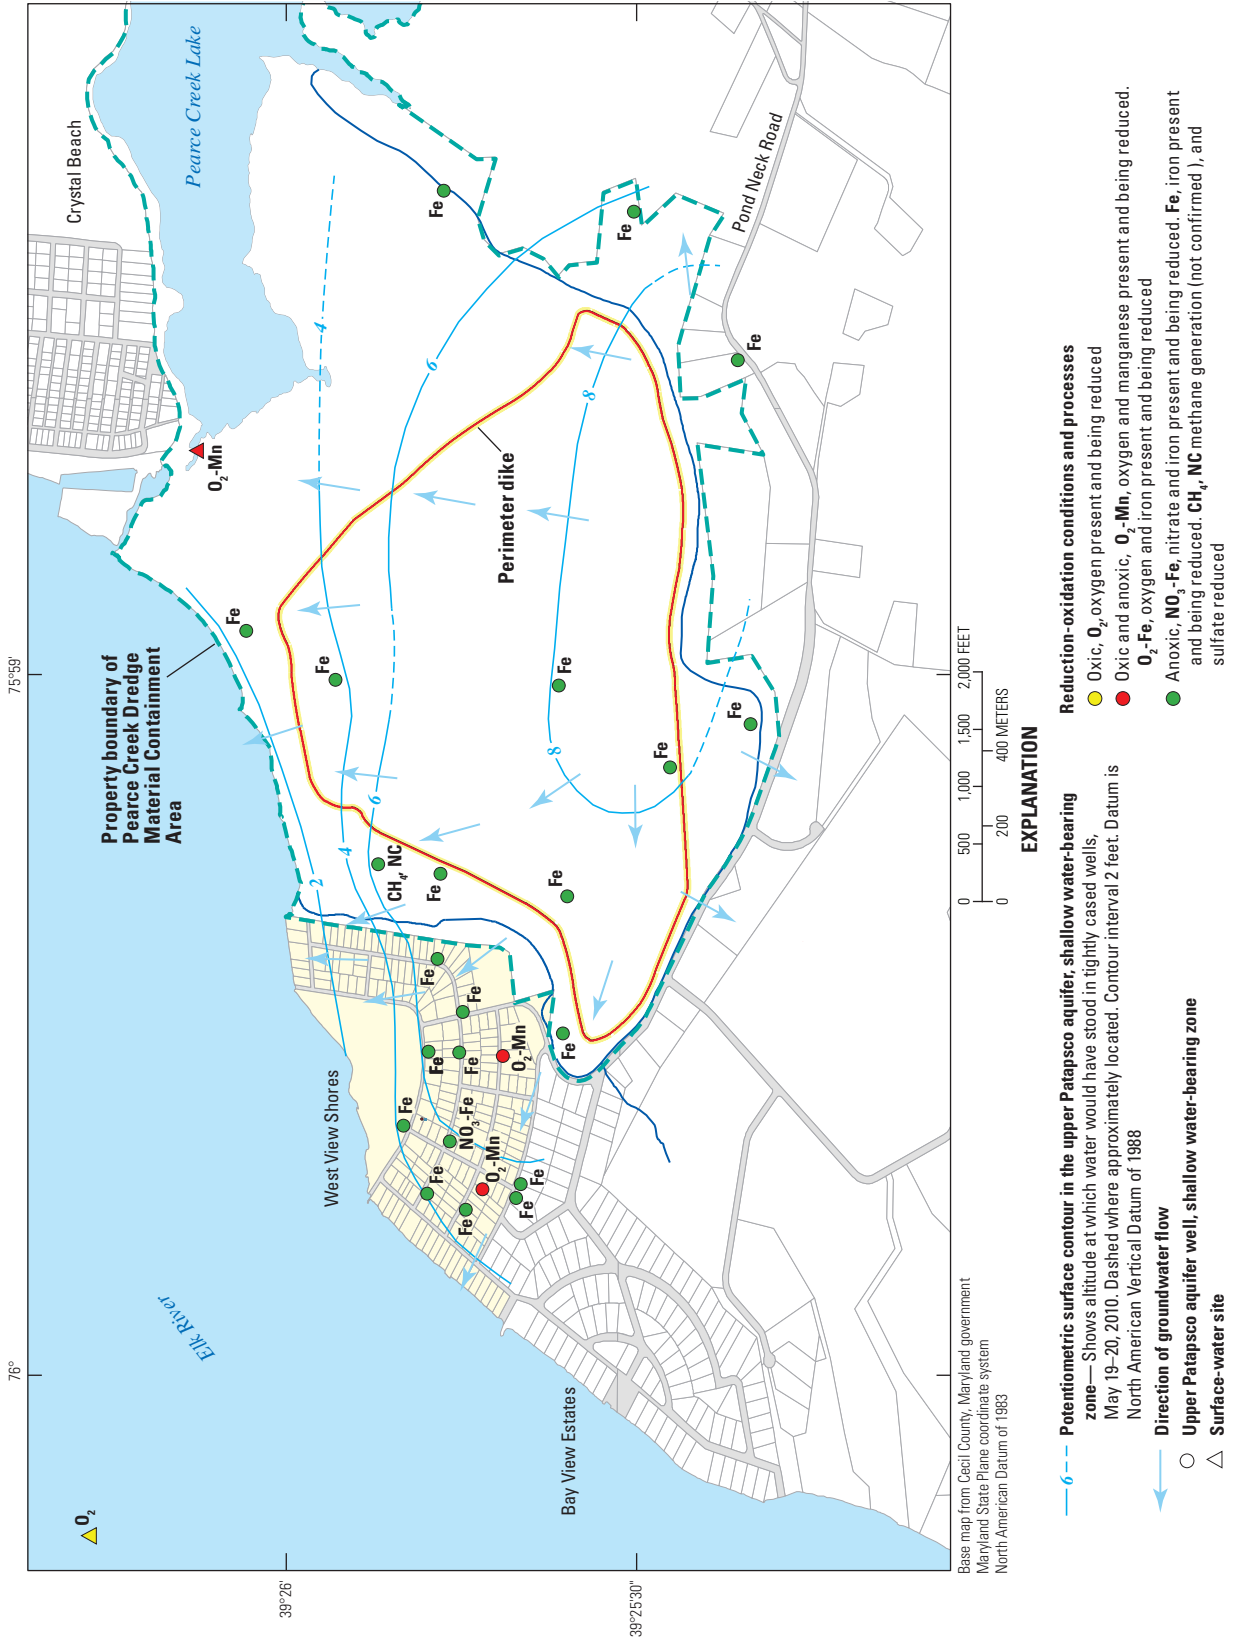 76°
75°59'
39°26'
39°25'30"
O2
Elk River
Crystal Beach
Pearce Creek Lake
O2-Mn
Property boundary of
Pearce Creek Dredge
Material Containment
Area
West View Shores
Bay View Estates
Perimeter dike
Pond Neck Road
2
4
4
6
6
8
8
Fe
Fe
Fe
Fe
Fe
Fe
Fe
Fe
Fe
CH4, NC
Fe
Fe
Fe
Fe
Fe
Fe
Fe
O2-Mn
NO3-Fe
O2-Mn
Fe
Fe
Fe
Fe
Fe
Base map from Cecil County, Maryland government
Maryland State Plane coordinate system
North American Datum of 1983
0 500 1,000 1,500 2,000 FEET
0 200 400 METERS
EXPLANATION
6 Potentiometric surface contour in the upper Patapsco aquifer, shallow water-bearing
zone— Shows altitude at which water would have stood in tightly cased wells,
May 19–20, 2010. Dashed where approximately located. Contour interval 2 feet. Datum is
North American Vertical Datum of 1988
Direction of groundwater flow
Upper Patapsco aquifer well, shallow water-bearing zone
Surface-water site
Reduction-oxidation conditions and processes
Oxic, O2, oxygen present and being reduced
Oxic and anoxic, O2-Mn, oxygen and manganese present and being reduced.
O2-Fe, oxygen and iron present and being reduced
Anoxic, NO3-Fe, nitrate and iron present and being reduced. Fe, iron present
and being reduced. CH4, NC methane generation (not confirmed ), and
sulfate reduced